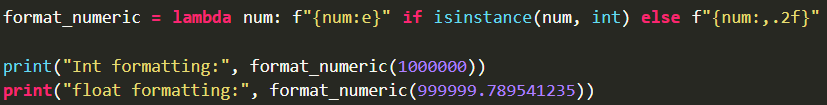 format_numeric = lambda num: f"{num:e}" if isinstance(num, int) else f"{num:,.2f}"
print("Int formatting:", format_numeric(1000000))
print("float formatting:", format_numeric(999999.789541235))